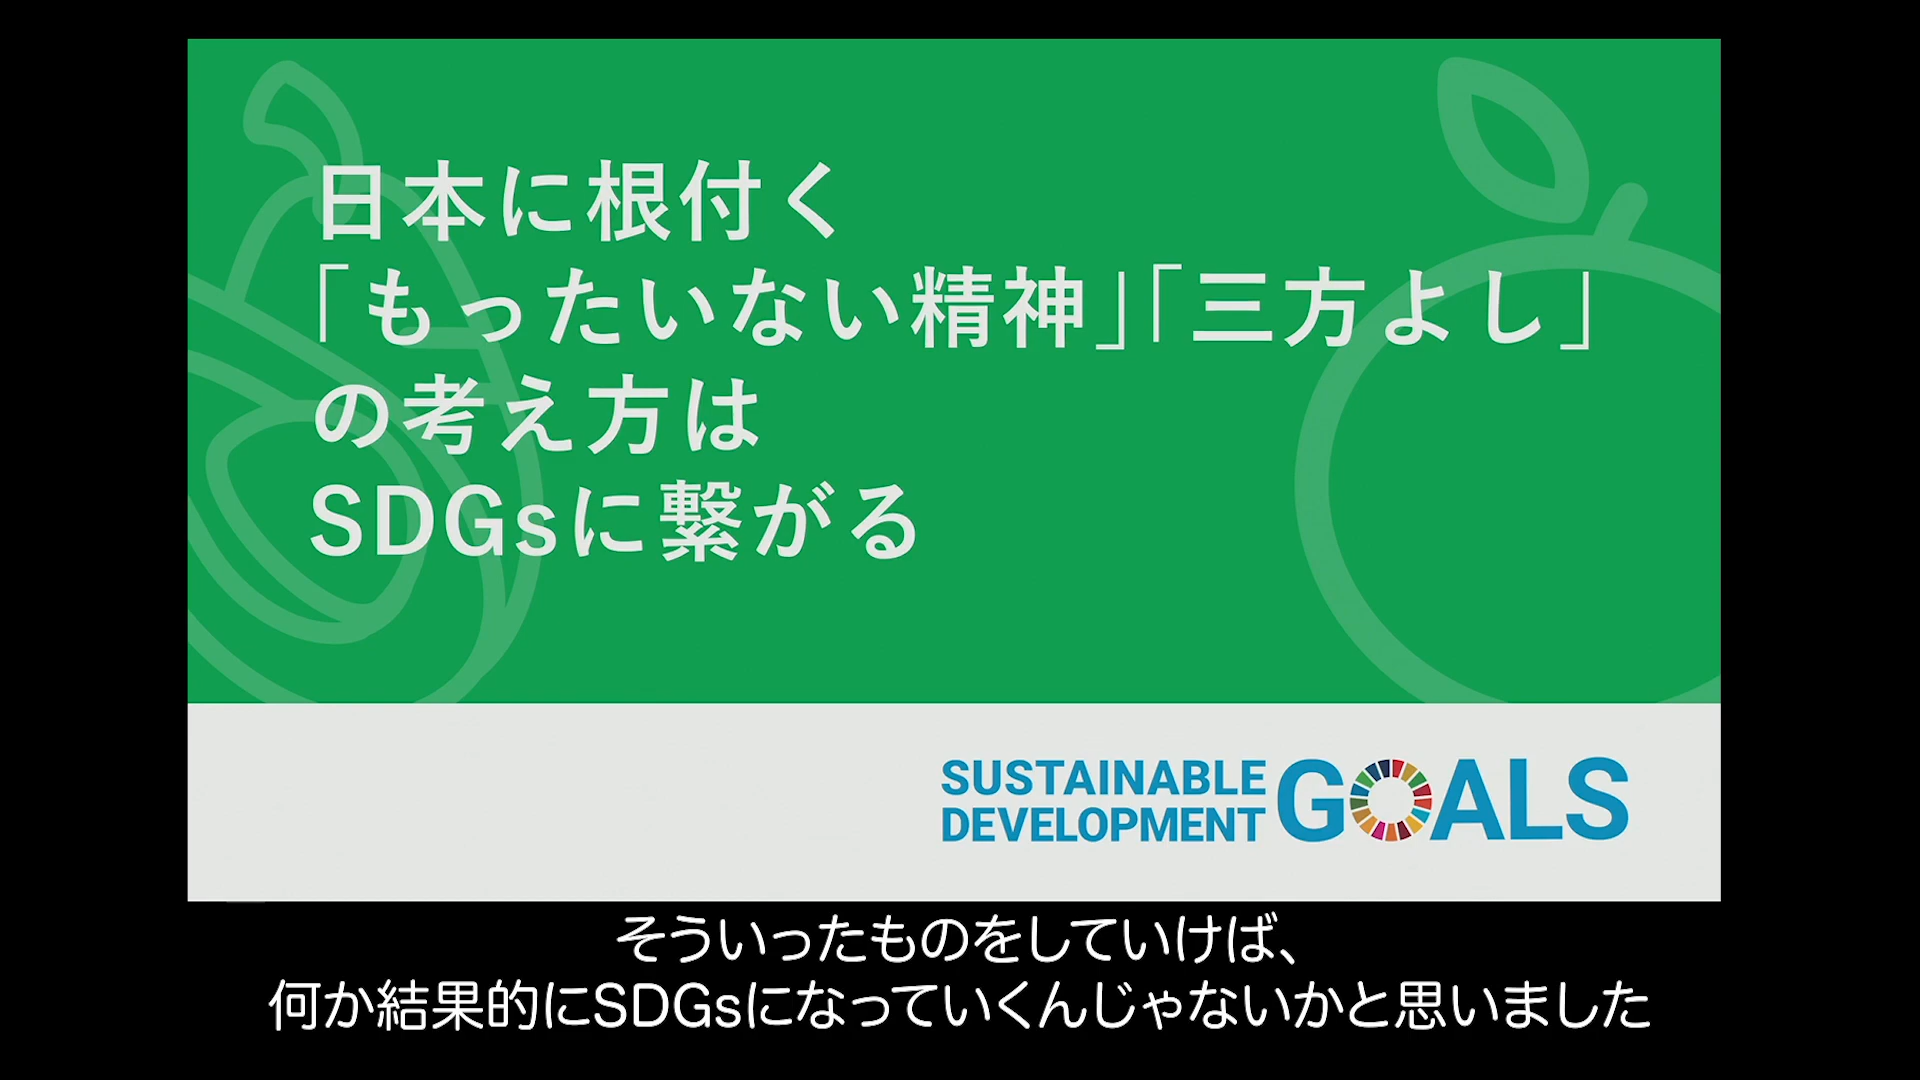 日本に根付く
「もったいない精神」「三方よし」
の考え方は
SDGsに繋がる
SUSTAINABLE
DEVELOPMENT GOALS
そういったものをしていけば、
何か結果的にSDGsになっていくんじゃないかと思いました